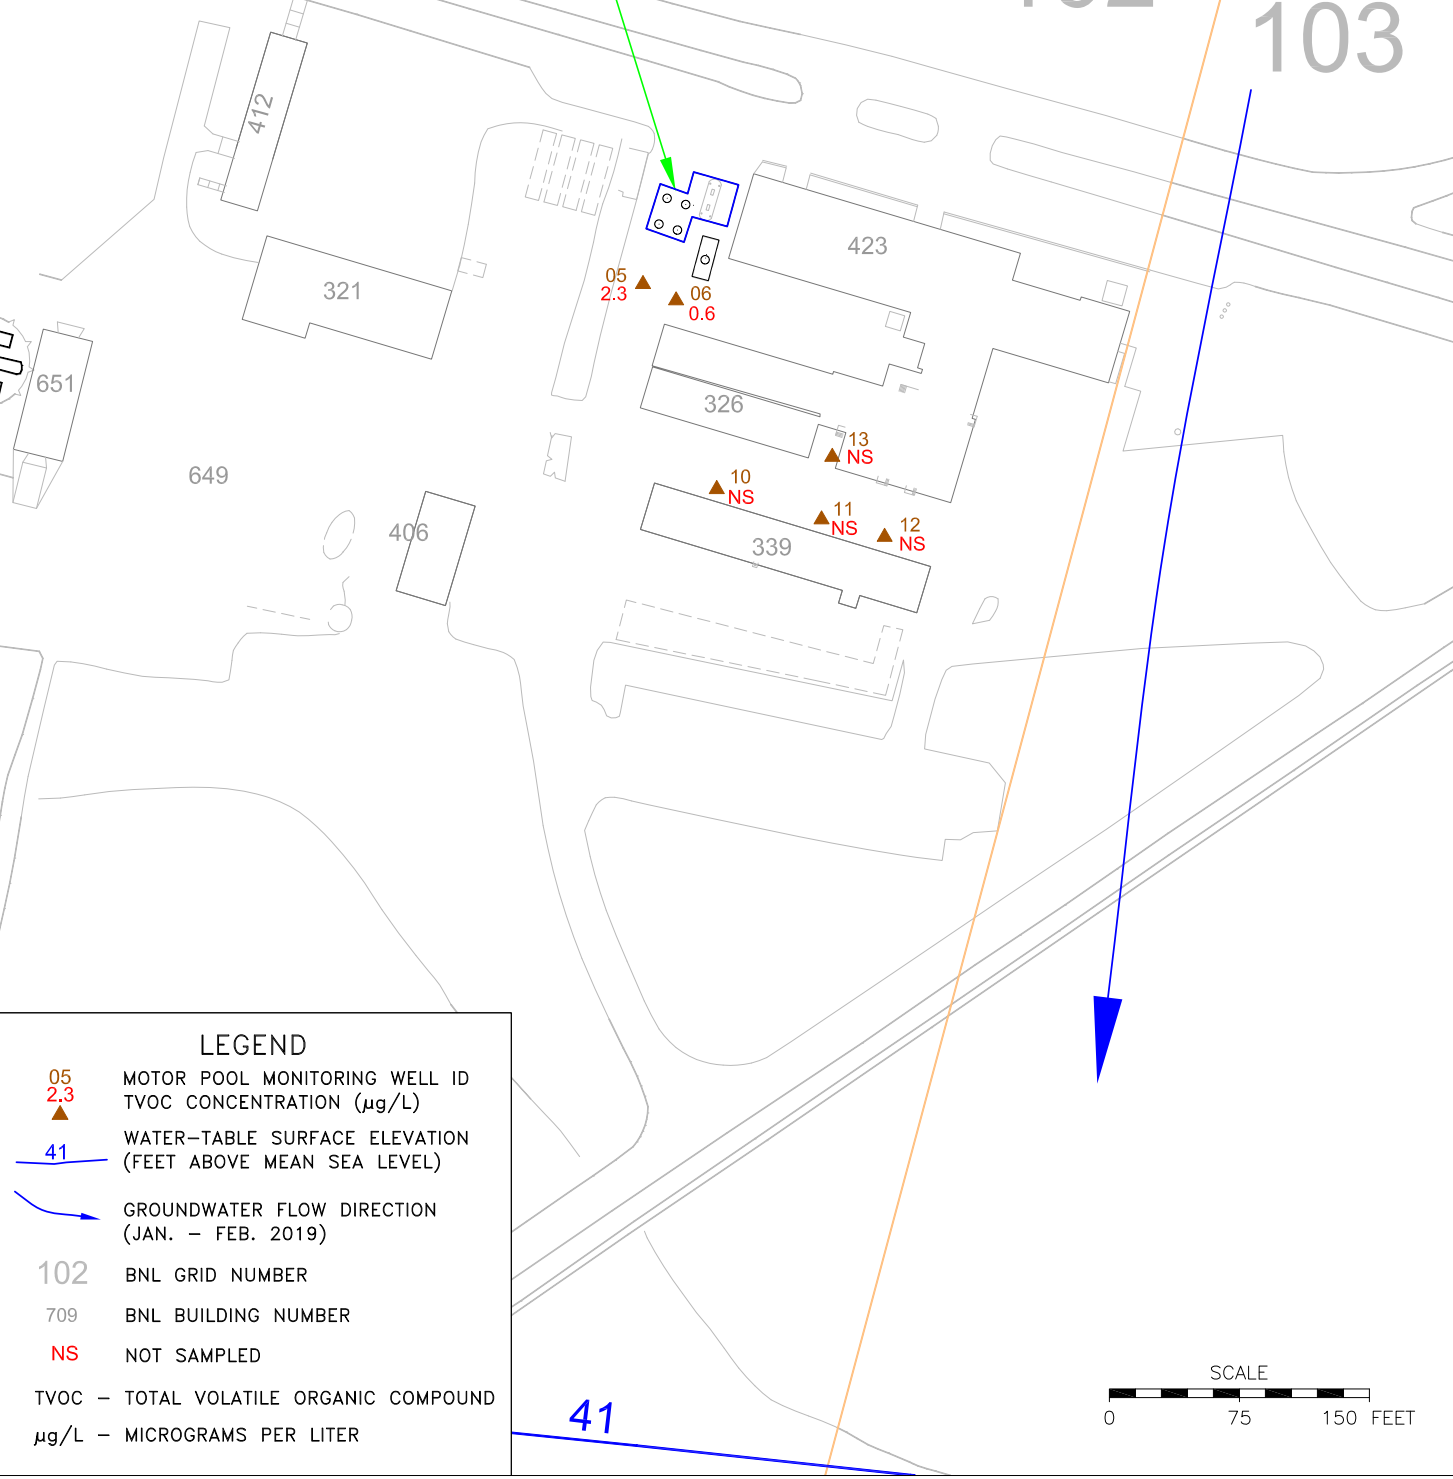 102
103
412
423
321
05
2.3
06
0.6
651
326
13
NS
649
10
NS
11
NS
12
NS
406
339
LEGEND
05
2.3
MOTOR POOL MONITORING WELL ID
TVOC CONCENTRATION (µg/L)
41
WATER-TABLE SURFACE ELEVATION
(FEET ABOVE MEAN SEA LEVEL)
GROUNDWATER FLOW DIRECTION
(JAN. - FEB. 2019)
102 BNL GRID NUMBER
709 BNL BUILDING NUMBER
NS NOT SAMPLED
TVOC - TOTAL VOLATILE ORGANIC COMPOUND
µg/L - MICROGRAMS PER LITER
41
SCALE
0 75 150 FEET